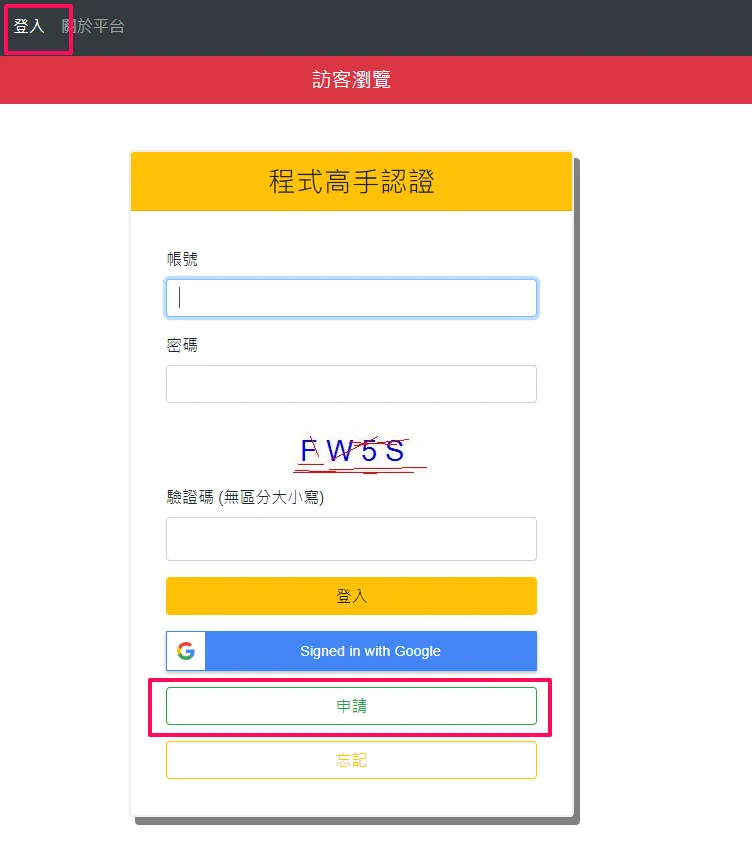 登入 關於平台
訪客瀏覽
程式高手認證
帳號
密碼
FW5S
驗證碼 (無區分大小寫)
登入
Signed in with Google
申請
忘記